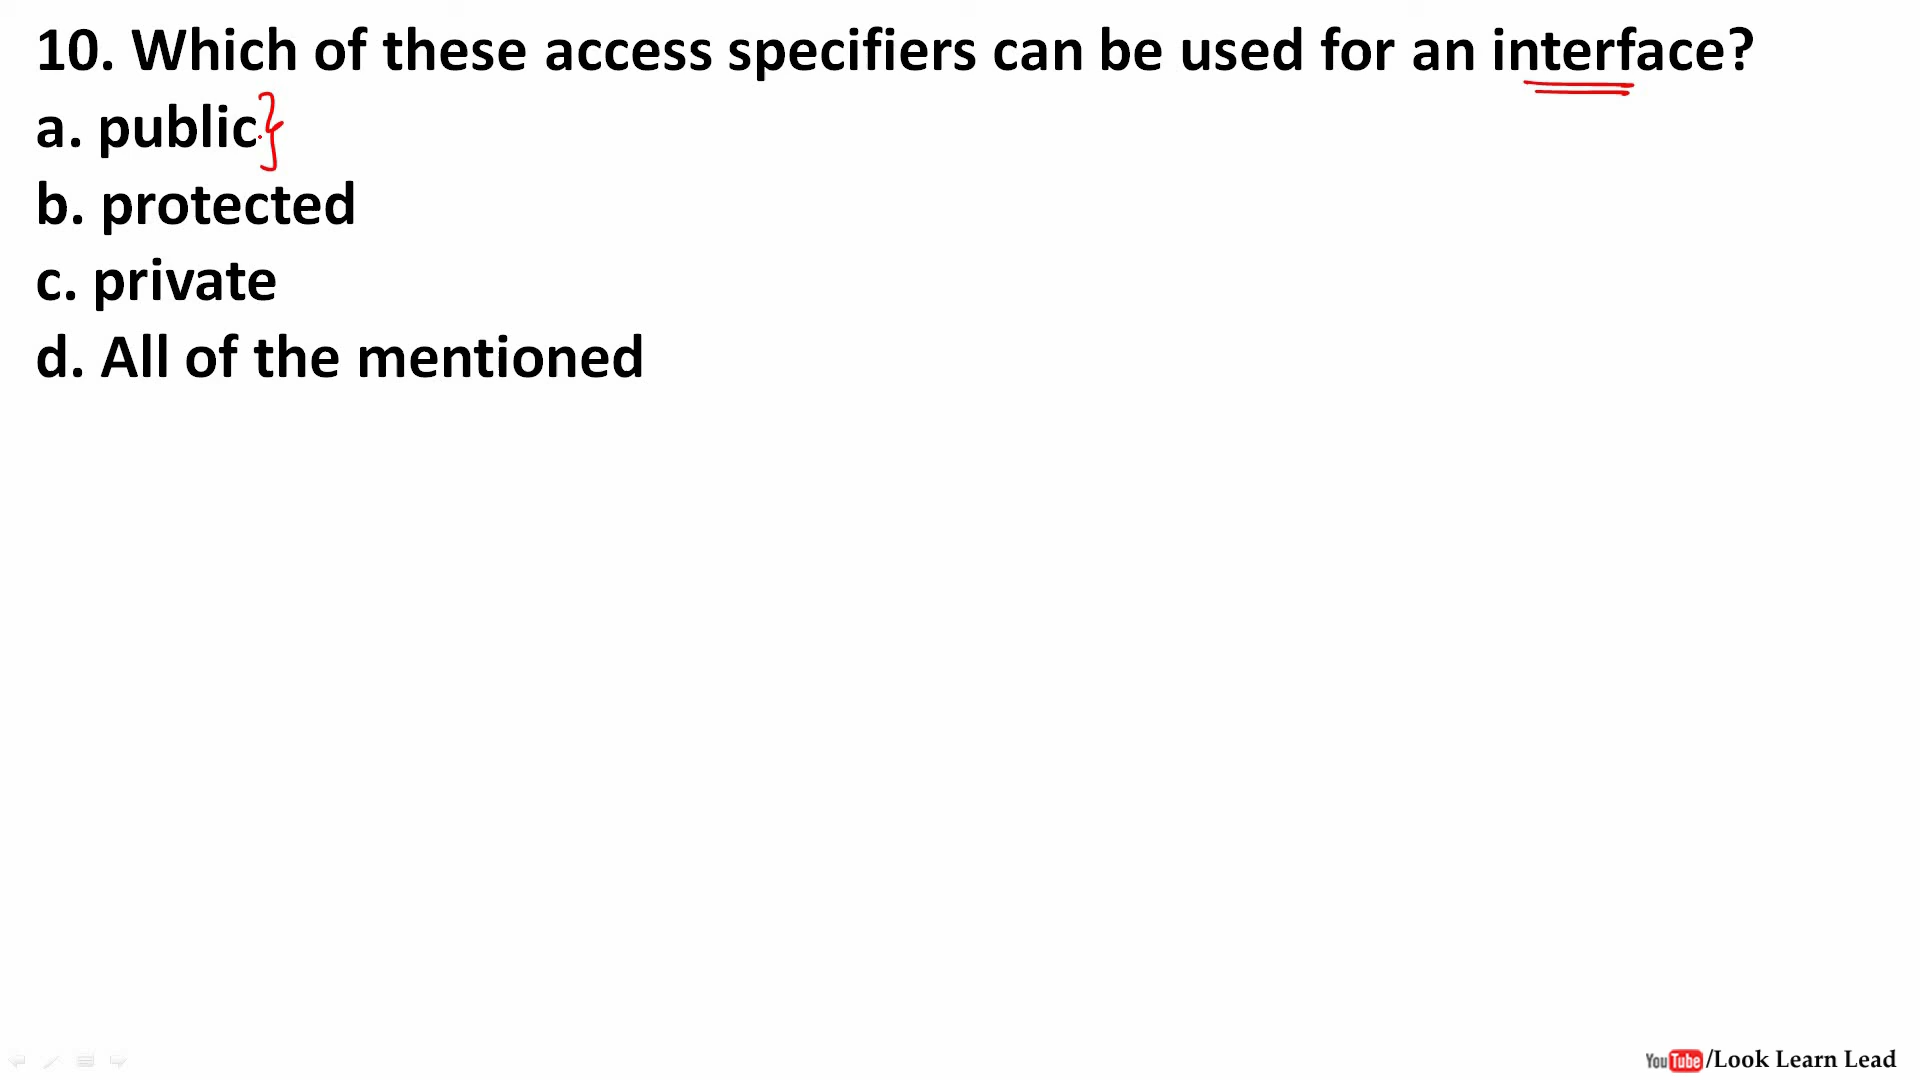 10. Which of these access specifiers can be used for an interface?
a. public}
b. protected
c. private
d. All of the mentioned
YouTube/Look Learn Lead